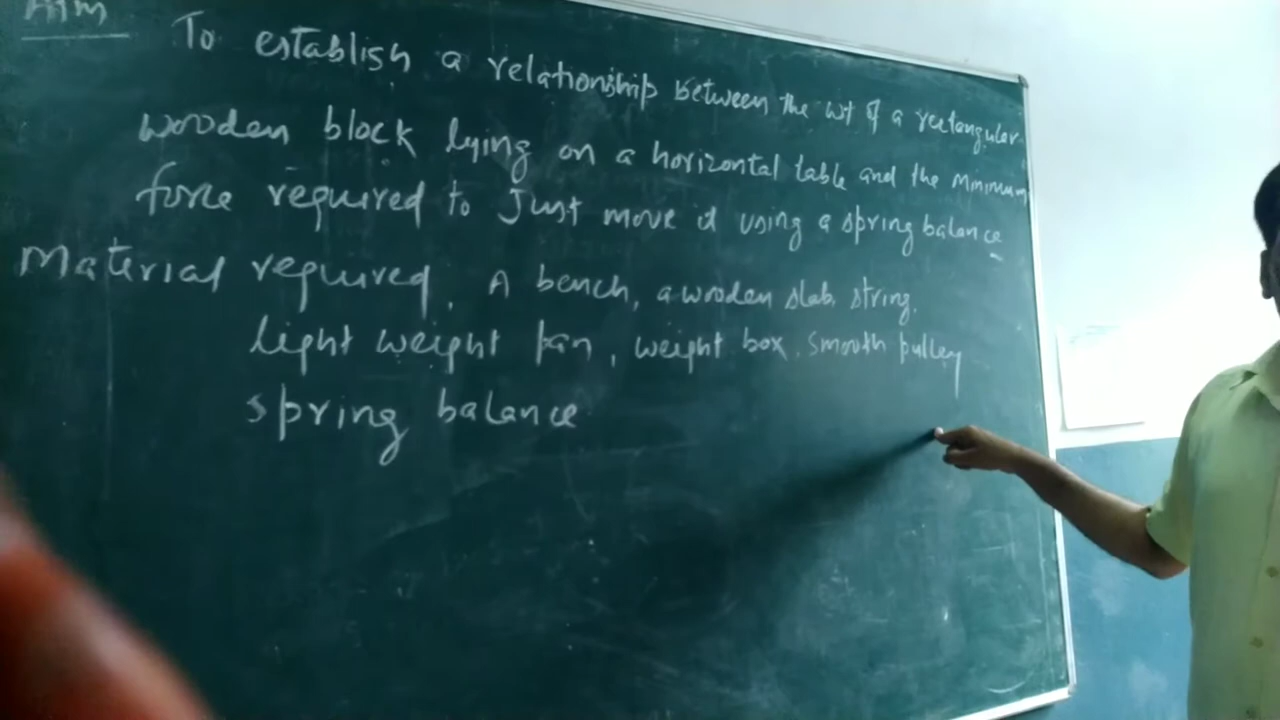 Aim To establish a relationship between the wt of a rectangular
wooden block lying on a horizontal table and the minimum
force required to Just move it using a spring balance
Material required. A bench, a wooden slab. string.
light weight pan, weight box. smooth pulley
spring balance